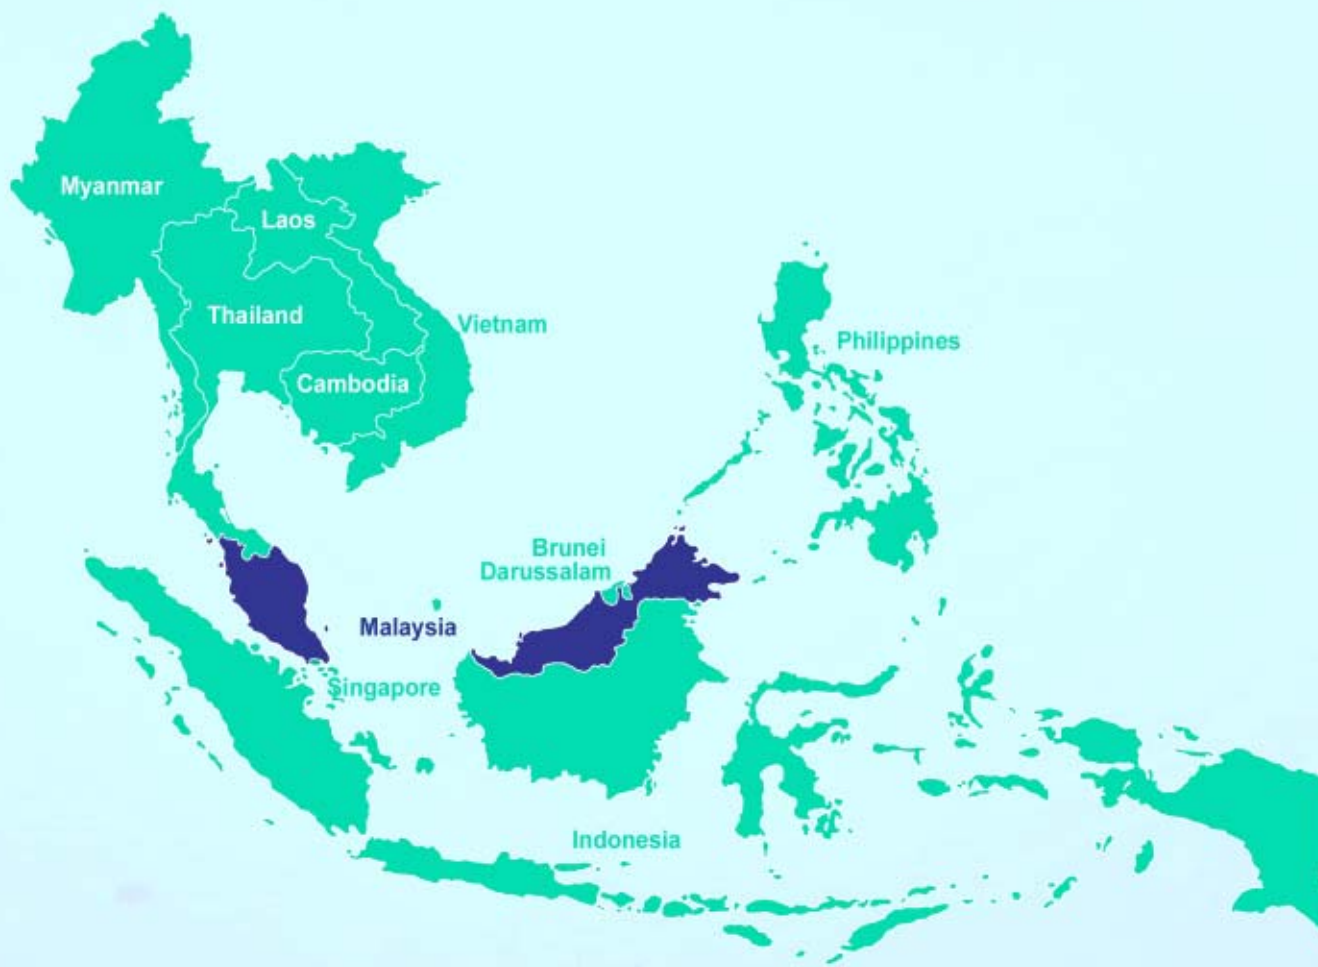 Myanmar
Laos
Thailand
Vietnam
Philippines
Cambodia
Brunei
Darussalam
Malaysia
Singapore
Indonesia